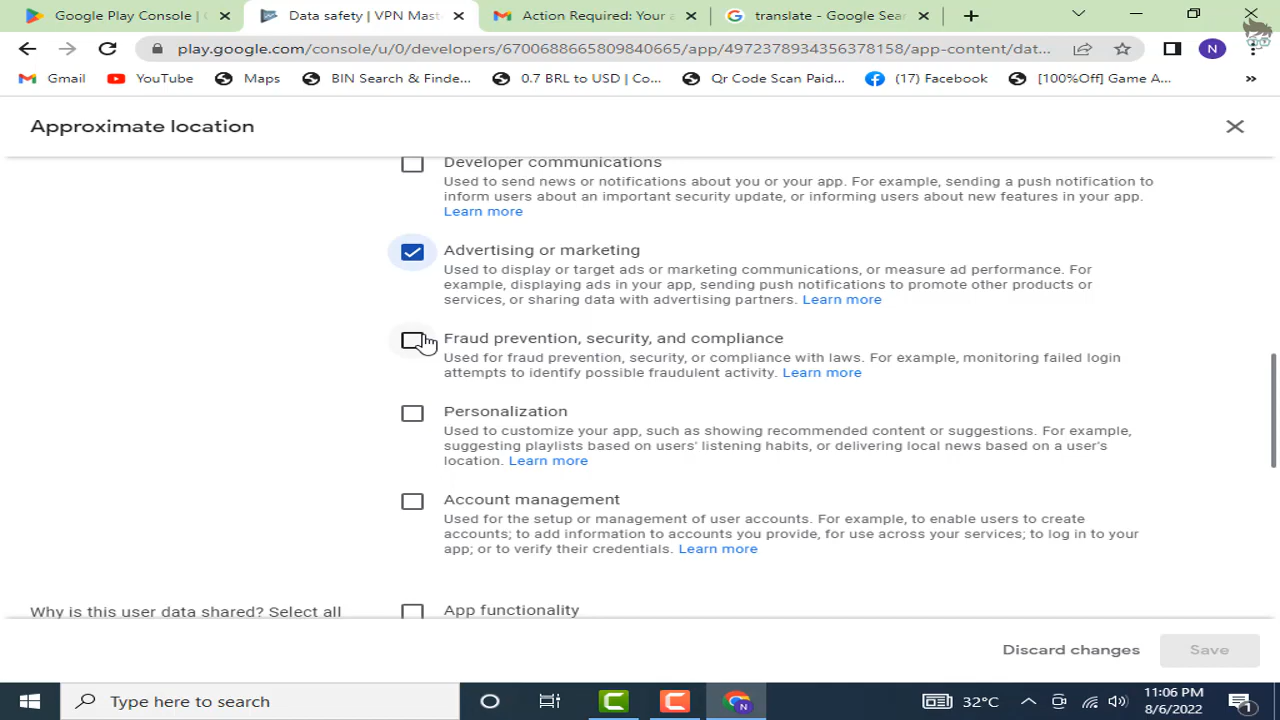 Google Play Console | G
Data safety | VPN Mast
Action Required: Your a
translate - Google Sear
play.google.com/console/u/0/developers/6700688665809840665/app/4972378934356378158/app-content/dat...
N
Gmail
YouTube
Maps
BIN Search & Finde...
0.7 BRL to USD | Co...
Qr Code Scan Paid...
(17) Facebook
[100%Off] Game A...
»
Approximate location
Developer communications
Used to send news or notifications about you or your app. For example, sending a push notification to
inform users about an important security update, or informing users about new features in your app.
Learn more
Advertising or marketing
Used to display or target ads or marketing communications, or measure ad performance. For
example, displaying ads in your app, sending push notifications to promote other products or
services, or sharing data with advertising partners. Learn more
Fraud prevention, security, and compliance
Used for fraud prevention, security, or compliance with laws. For example, monitoring failed login
attempts to identify possible fraudulent activity. Learn more
Personalization
Used to customize your app, such as showing recommended content or suggestions. For example,
suggesting playlists based on users' listening habits, or delivering local news based on a user's
location. Learn more
Account management
Used for the setup or management of user accounts. For example, to enable users to create
accounts; to add information to accounts you provide, for use across your services; to log in to your
app; or to verify their credentials. Learn more
Why is this user data shared? Select all
App functionality
Discard changes
Save
Type here to search
N
32°C
11:06 PM
8/6/2022
1